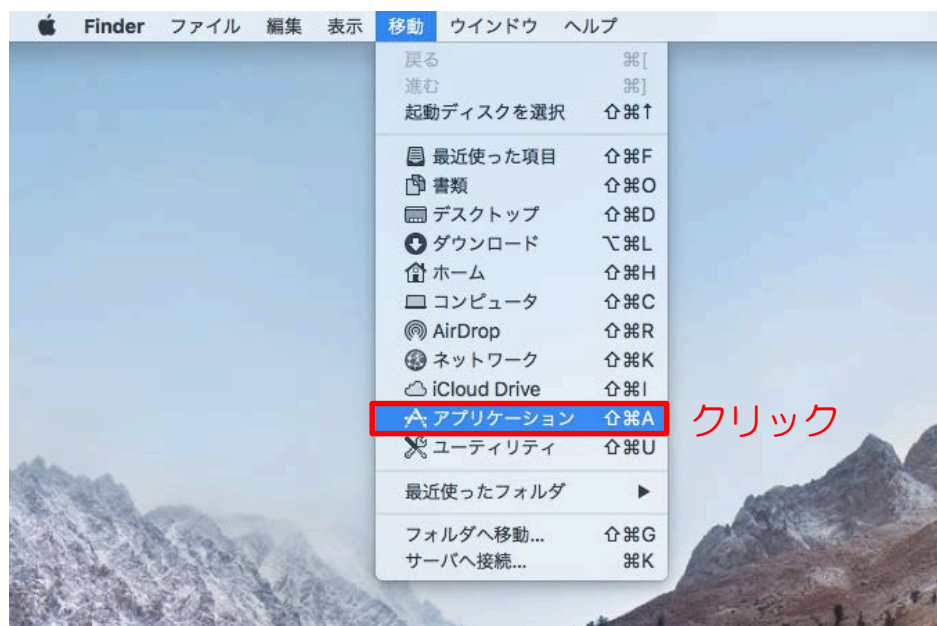 Finder ファイル 編集 表示 移動 ウインドウ ヘルプ
戻る ⌘[
進む ⌘]
起動ディスクを選択 ⇧⌘↑
最近使った項目 ⇧⌘F
書類 ⇧⌘O
デスクトップ ⇧⌘D
ダウンロード ⌥⌘L
ホーム ⇧⌘H
コンピュータ ⇧⌘C
AirDrop ⇧⌘R
ネットワーク ⇧⌘K
iCloud Drive ⇧⌘I
アプリケーション ⇧⌘A クリック
ユーティリティ ⇧⌘U
最近使ったフォルダ ▶
フォルダへ移動... ⇧⌘G
サーバへ接続... ⌘K